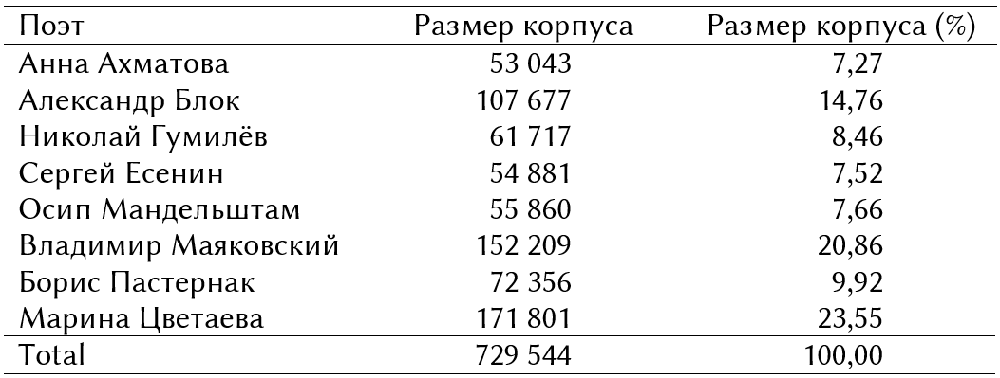 Поэт Размер корпуса Размер корпуса (%)
Анна Ахматова 53 043 7,27
Александр Блок 107 677 14,76
Николай Гумилёв 61 717 8,46
Сергей Есенин 54 881 7,52
Осип Мандельштам 55 860 7,66
Владимир Маяковский 152 209 20,86
Борис Пастернак 72 356 9,92
Марина Цветаева 171 801 23,55
Total 729 544 100,00